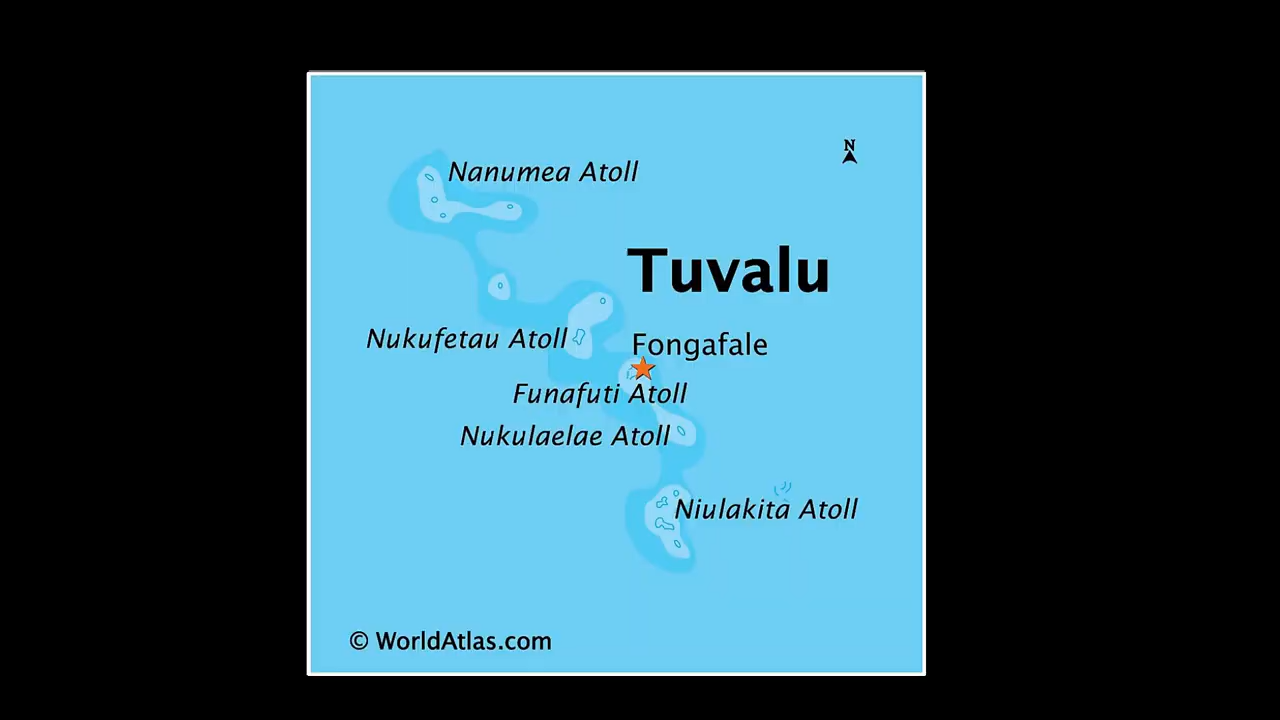 N
Nanumea Atoll
Tuvalu
Nukufetau Atoll
Fongafale
Funafuti Atoll
Nukulaelae Atoll
Niulakita Atoll
© WorldAtlas.com